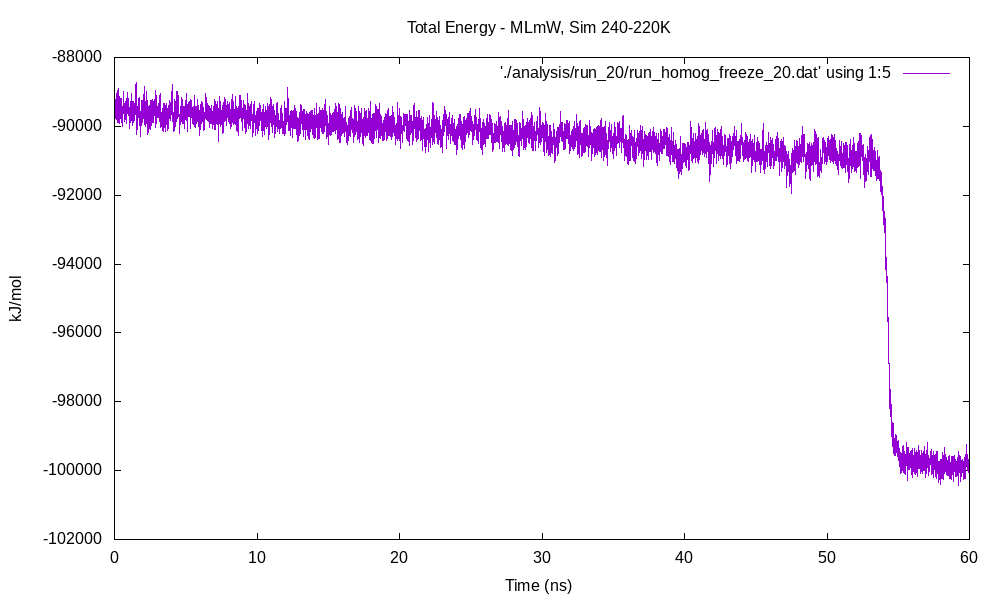 Total Energy - MLmW, Sim 240-220K
'./analysis/run_20/run_homog_freeze_20.dat' using 1:5
-88000
-90000
-92000
-94000
-96000
-98000
-100000
-102000
kJ/mol
0 10 20 30 40 50 60
Time (ns)